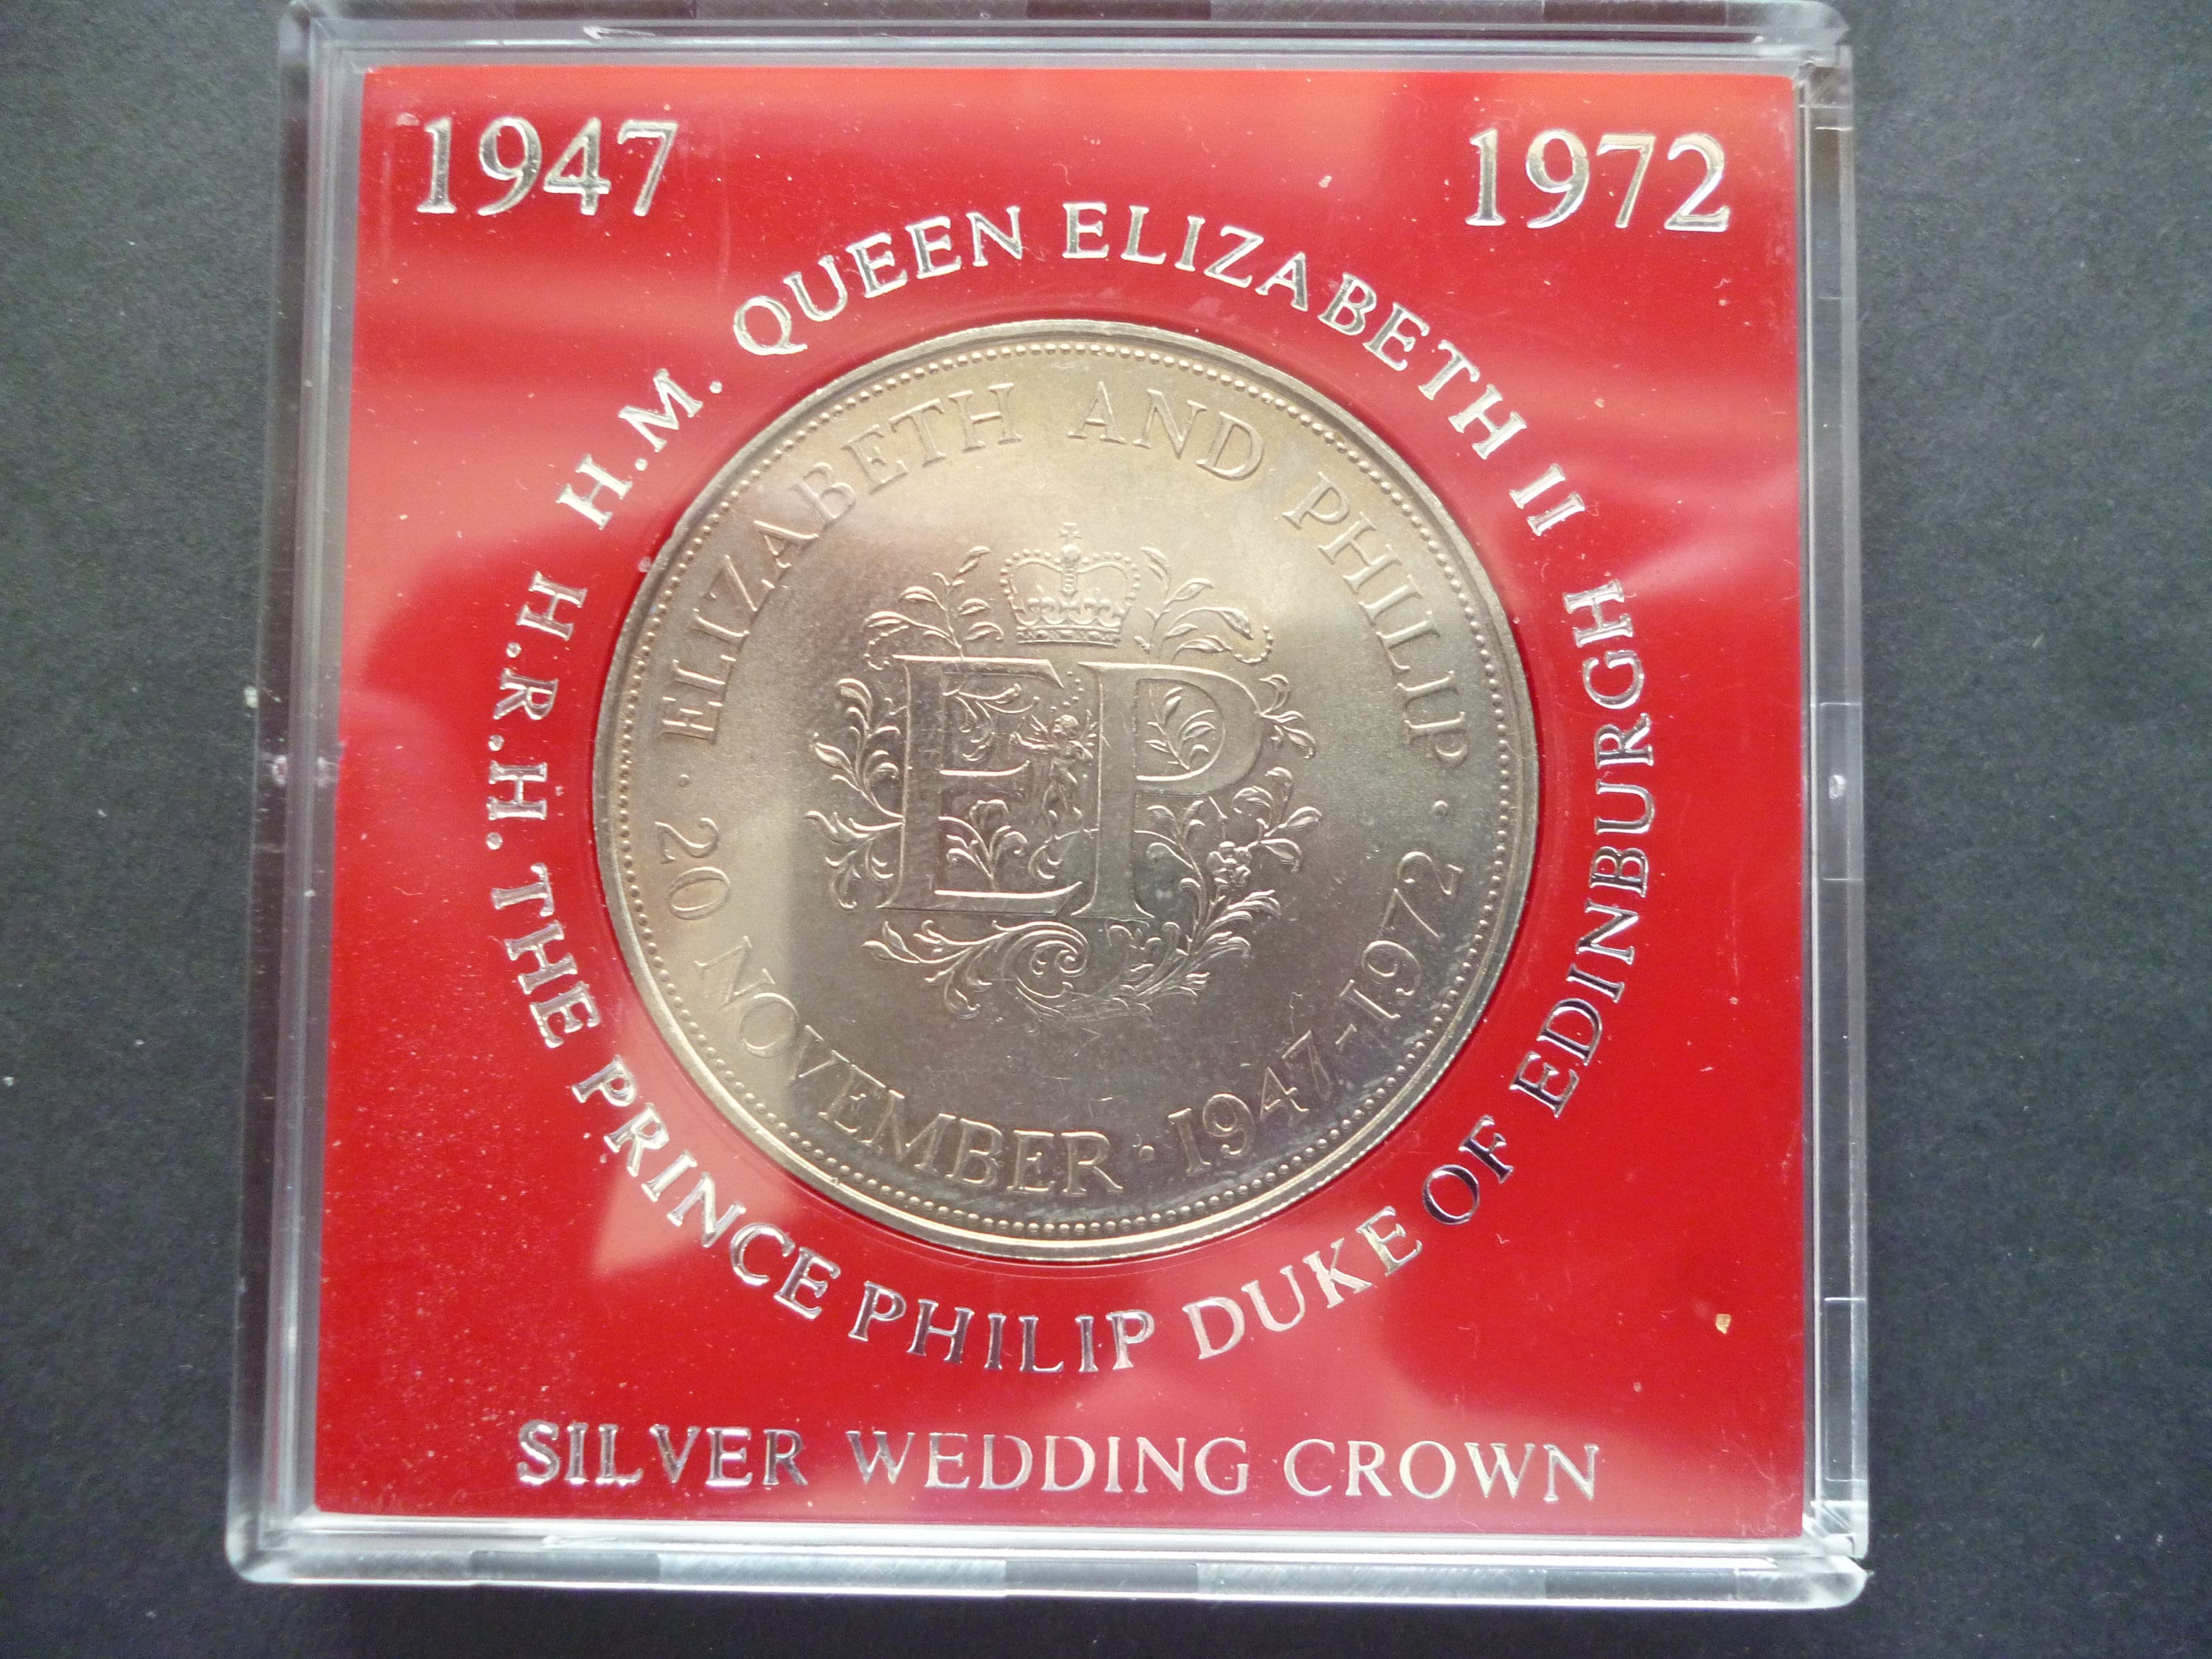 1947 1972
H.M. QUEEN ELIZABETH II
H.R.H. THE PRINCE PHILIP DUKE OF EDINBURGH
ELIZABETH AND PHILIP
· 20 NOVEMBER · 1947-1972 ·
EP
SILVER WEDDING CROWN